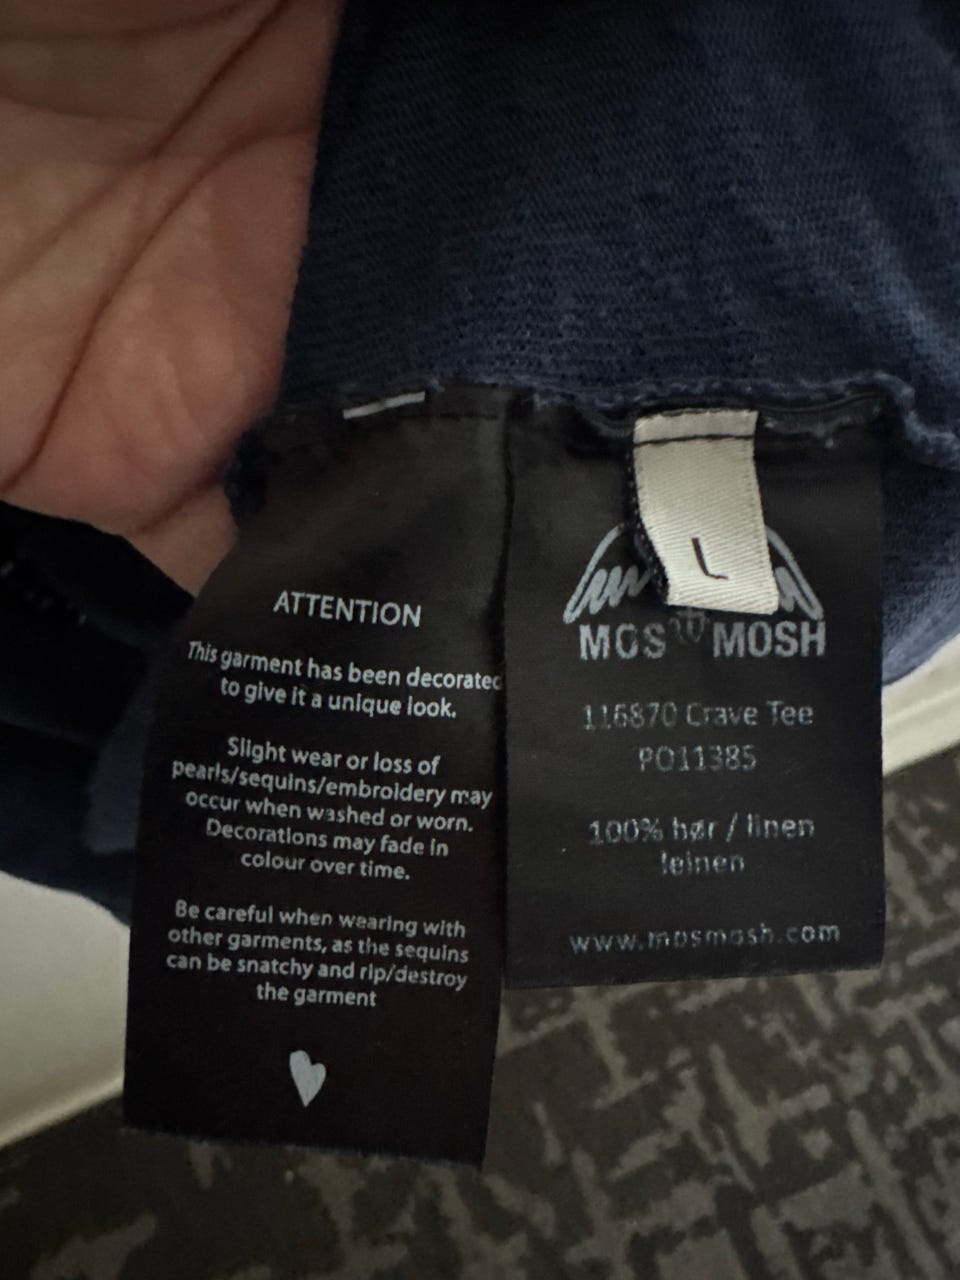 ATTENTION
This garment has been decorated
to give it a unique look.
Slight wear or loss of
pearls/sequins/embroidery may
occur when washed or worn.
Decorations may fade in
colour over time.
Be careful when wearing with
other garments, as the sequins
can be snatchy and rip/destroy
the garment
L
MOS MOSH
116870 Crave Tee
PO11385
100% hør / linen
leinen
www.mosmosh.com